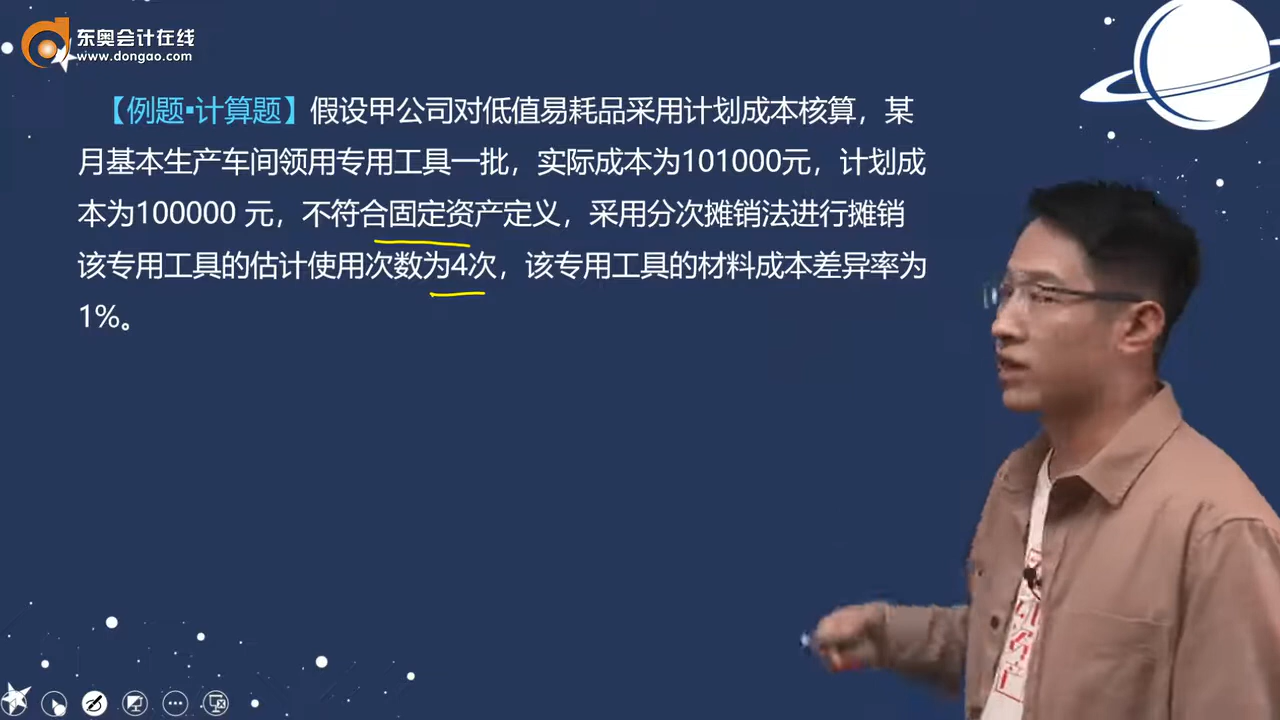 东奥会计在线
www.dongao.com
【例题·计算题】假设甲公司对低值易耗品采用计划成本核算，某
月基本生产车间领用专用工具一批，实际成本为101000元，计划成
本为100000 元，不符合固定资产定义，采用分次摊销法进行摊销
该专用工具的估计使用次数为4次，该专用工具的材料成本差异率为
1%。